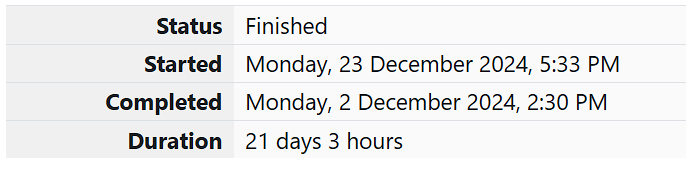 Status Finished
Started Monday, 23 December 2024, 5:33 PM
Completed Monday, 2 December 2024, 2:30 PM
Duration 21 days 3 hours